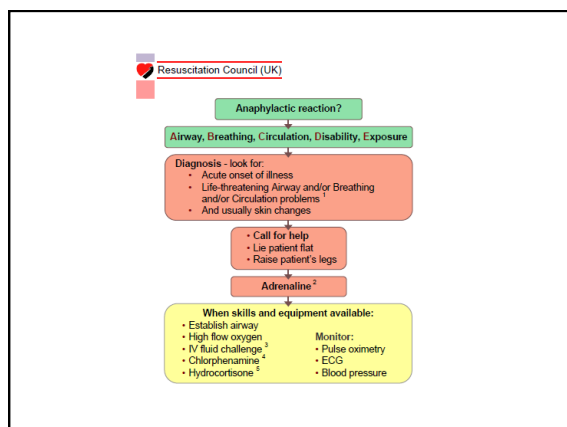 Resuscitation Council (UK)
Anaphylactic reaction?
Airway, Breathing, Circulation, Disability, Exposure
Diagnosis - look for:
• Acute onset of illness
• Life-threatening Airway and/or Breathing
and/or Circulation problems 1
• And usually skin changes
• Call for help
• Lie patient flat
• Raise patient's legs
Adrenaline 2
When skills and equipment available:
• Establish airway
• High flow oxygen
• IV fluid challenge 3
• Chlorphenamine 4
• Hydrocortisone 5
Monitor:
• Pulse oximetry
• ECG
• Blood pressure